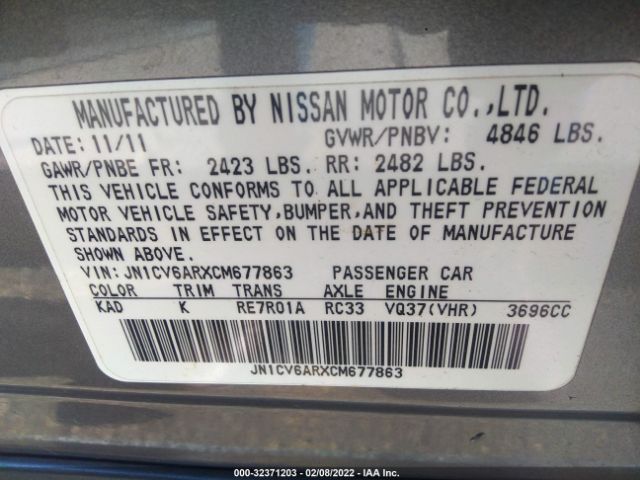 MANUFACTURED BY NISSAN MOTOR CO.,LTD.
DATE: 11/11 GVWR/PNBV: 4846 LBS.
GAWR/PNBE FR: 2423 LBS. RR: 2482 LBS.
THIS VEHICLE CONFORMS TO ALL APPLICABLE FEDERAL
MOTOR VEHICLE SAFETY,BUMPER,AND THEFT PREVENTION
STANDARDS IN EFFECT ON THE DATE OF MANUFACTURE
SHOWN ABOVE.
VIN: JN1CV6ARXCM677863 PASSENGER CAR
COLOR TRIM TRANS AXLE ENGINE
KAD K RE7R01A RC33 VQ37(VHR) 3696CC
JN1CV6ARXCM677863
000-32371203 - 02/08/2022 - IAA Inc.